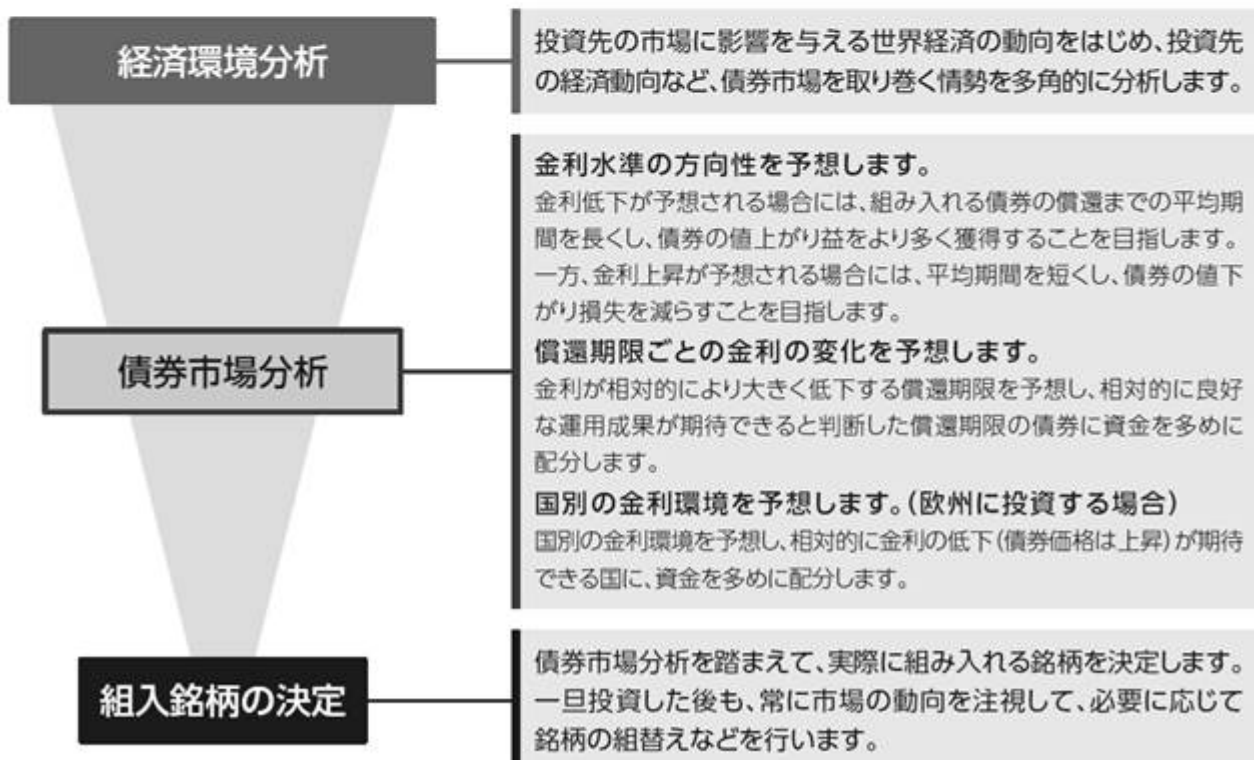 経済環境分析
投資先の市場に影響を与える世界経済の動向をはじめ、投資先
の経済動向など、債券市場を取り巻く情勢を多角的に分析します。
債券市場分析
金利水準の方向性を予想します。
金利低下が予想される場合には、組み入れる債券の償還までの平均期
間を長くし、債券の値上がり益をより多く獲得することを目指します。
一方、金利上昇が予想される場合には、平均期間を短くし、債券の値下
がり損失を減らすことを目指します。
償還期限ごとの金利の変化を予想します。
金利が相対的により大きく低下する償還期限を予想し、相対的に良好
な運用成果が期待できると判断した償還期限の債券に資金を多めに
配分します。
国別の金利環境を予想します。(欧州に投資する場合)
国別の金利環境を予想し、相対的に金利の低下(債券価格は上昇)が期待
できる国に、資金を多めに配分します。
組入銘柄の決定
債券市場分析を踏まえて、実際に組み入れる銘柄を決定します。
一旦投資した後も、常に市場の動向を注視して、必要に応じて
銘柄の組替えなどを行います。